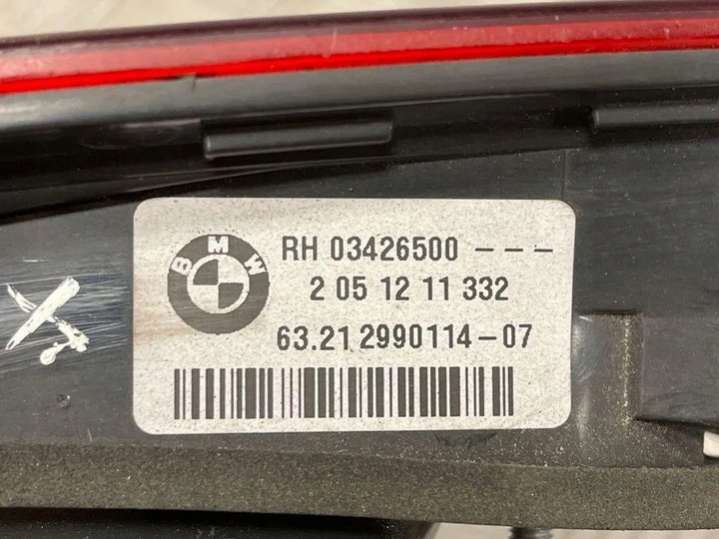 BMW
RH 03426500 ---
2 05 12 11 332
63.21 2990114-07
X